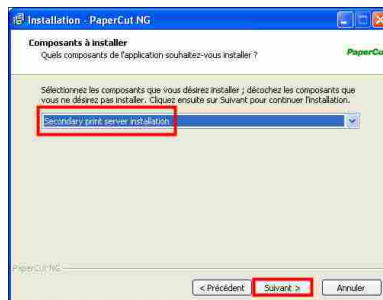 Installation - PaperCut NG
Composants à installer
Quels composants de l'application souhaitez-vous installer ?
PaperCu
Sélectionnez les composants que vous désirez installer ; décochez les composants que
vous ne désirez pas installer. Cliquez ensuite sur Suivant pour continuer l'installation.
Secondary print server installation
PaperCut NG
< Précédent
Suivant >
Annuler